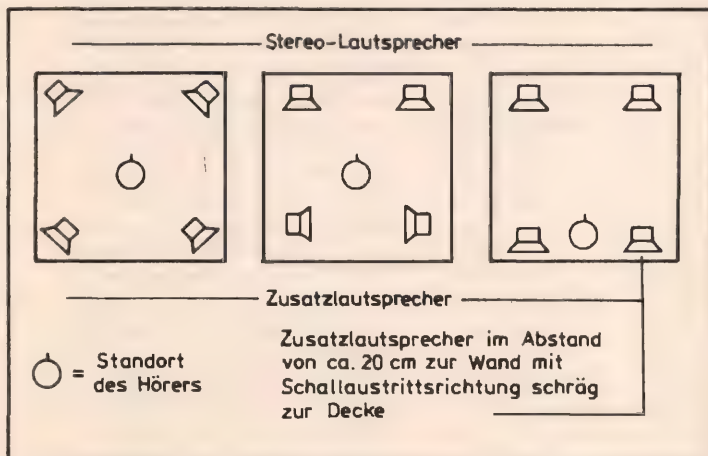 Stereo-Lautsprecher
Zusatzlautsprecher
= Standort
des Hörers
Zusatzlautsprecher im Abstand
von ca. 20 cm zur Wand mit
Schallaustrittsrichtung schräg
zur Decke